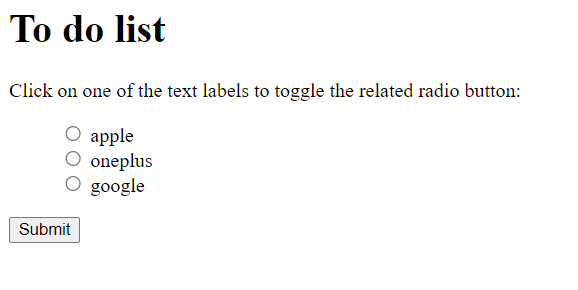 To do list
Click on one of the text labels to toggle the related radio button:
apple
oneplus
google
Submit